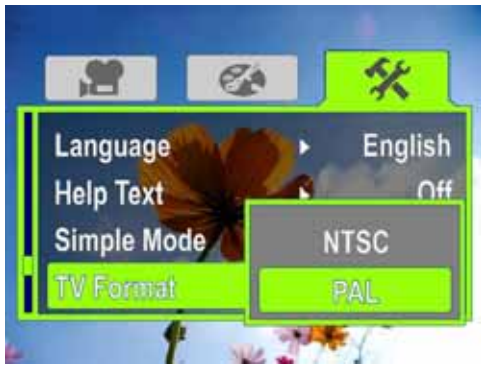 Language English
Help Text Off
Simple Mode NTSC
TV Format PAL